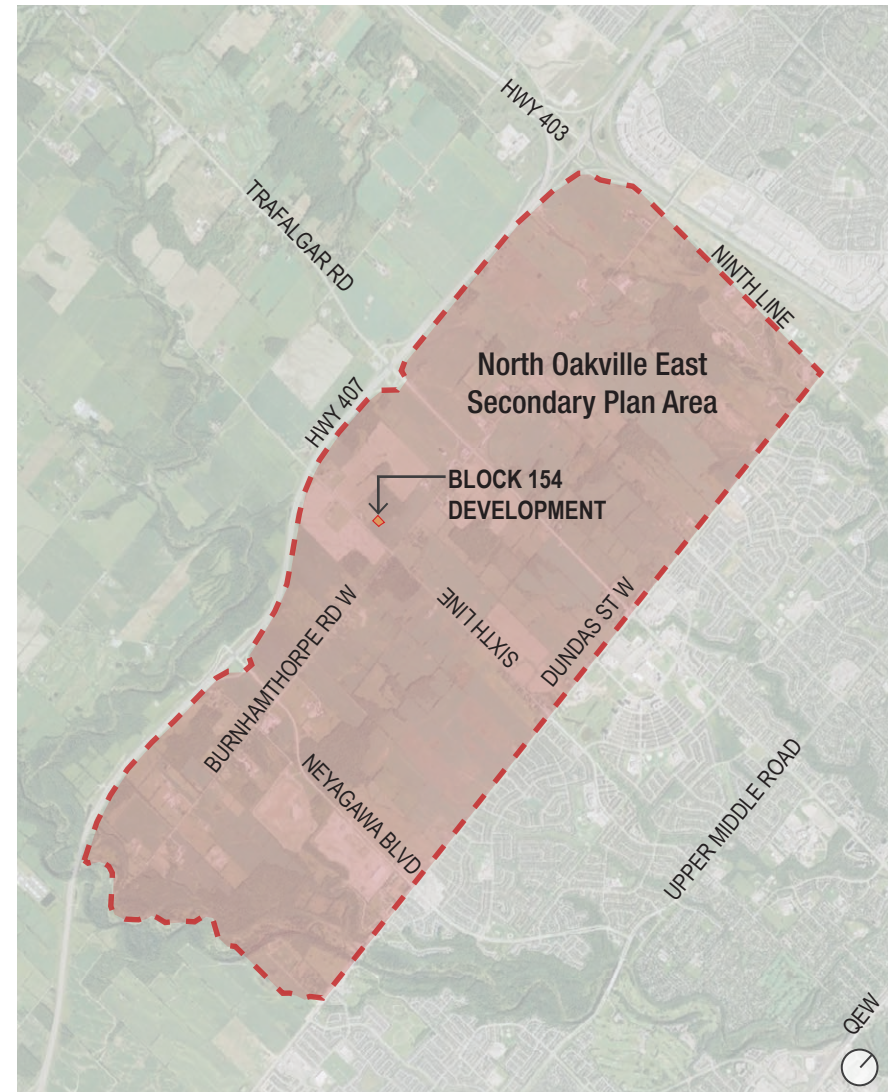 HWY 403
TRAFALGAR RD
NINTH LINE
North Oakville East
Secondary Plan Area
HWY 407
BLOCK 154
DEVELOPMENT
SIXTH LINE
DUNDAS ST W
BURNHAMTHORPE RD W
NEYAGAWA BLVD
UPPER MIDDLE ROAD
QEW